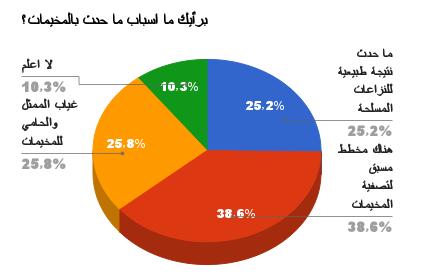 برأيك ما اسباب ما حدث بالمخيمات؟
ما حدث
نتيجة طبيعية
للنزاعات
المسلحة
25,2%
هناك مخطط
مسبق
لتصفية
المخيمات
38,6%
غياب الممثل
والحامي
للمخيمات
25,8%
لا اعلم
10,3%
25,2%
38,6%
25,8%
10,3%